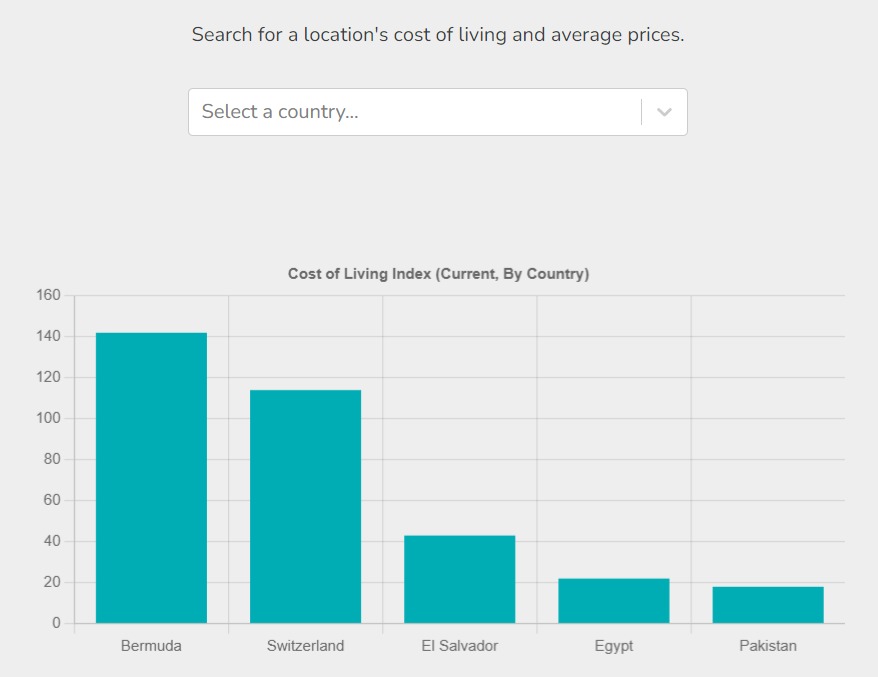 Search for a location's cost of living and average prices.
Select a country...
Cost of Living Index (Current, By Country)
160
140
120
100
80
60
40
20
0
Bermuda Switzerland El Salvador Egypt Pakistan